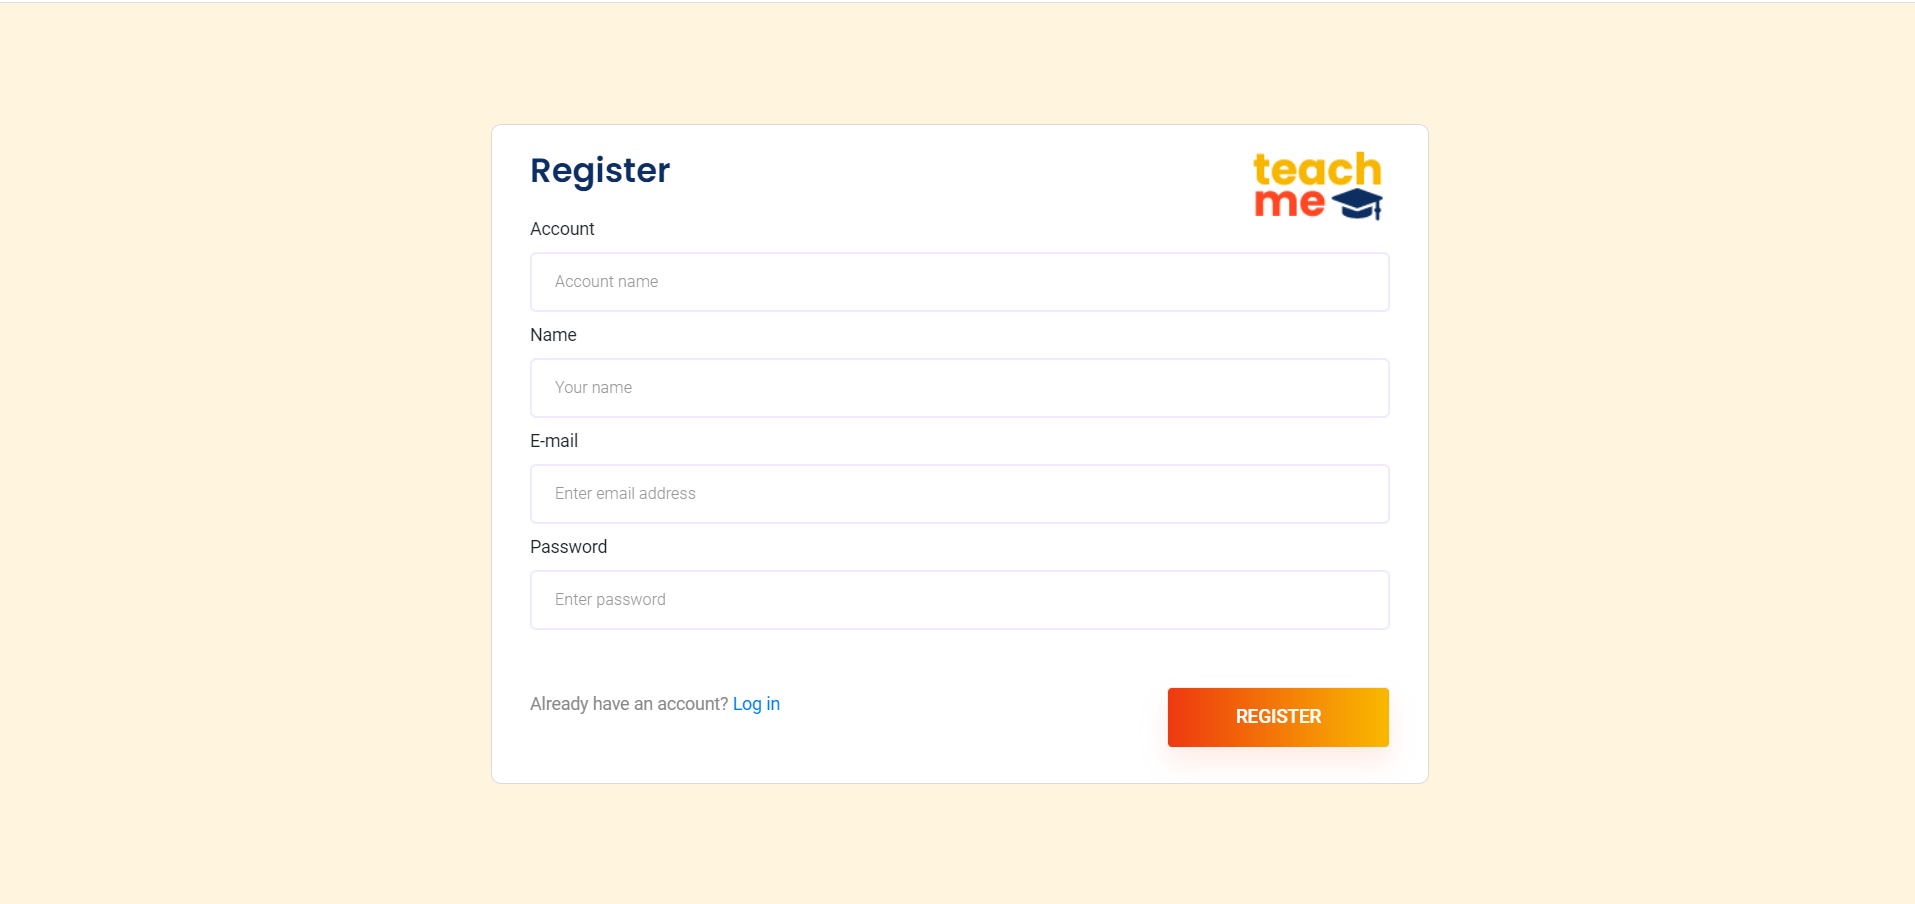 Register
teach
me
Account
Account name
Name
Your name
E-mail
Enter email address
Password
Enter password
Already have an account? Log in
REGISTER